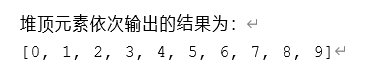 堆顶元素依次输出的结果为：
[0, 1, 2, 3, 4, 5, 6, 7, 8, 9]